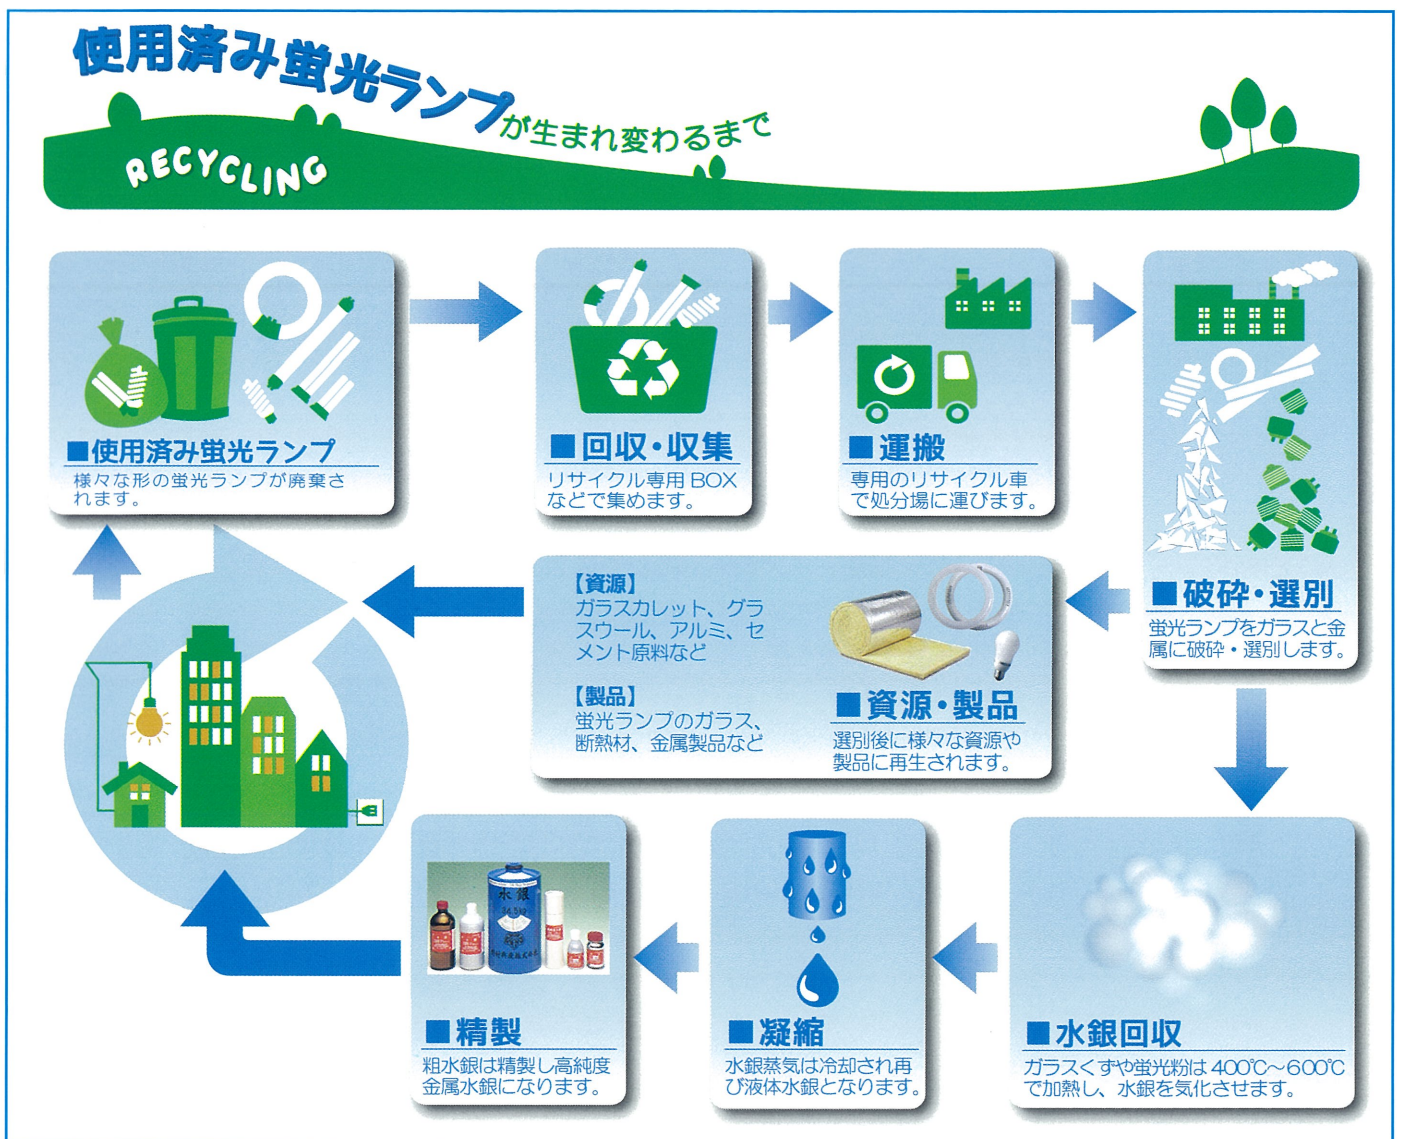 使用済み蛍光ランプが生まれ変わるまで
RECYCLING
■使用済み蛍光ランプ
様々な形の蛍光ランプが廃棄さ
れます。
■回収・収集
リサイクル専用BOX
などで集めます。
■運搬
専用のリサイクル車
で処分場に運びます。
■破砕・選別
蛍光ランプをガラスと金
属に破砕・選別します。
【資源】
ガラスカレット、グラ
スウール、アルミ、セ
メント原料など
【製品】
蛍光ランプのガラス、
断熱材、金属製品など
■資源・製品
選別後に様々な資源や
製品に再生されます。
水銀
■精製
粗水銀は精製し高純度
金属水銀になります。
■凝縮
水銀蒸気は冷却され再
び液体水銀となります。
■水銀回収
ガラスくずや蛍光粉は400℃～600℃
で加熱し、水銀を気化させます。